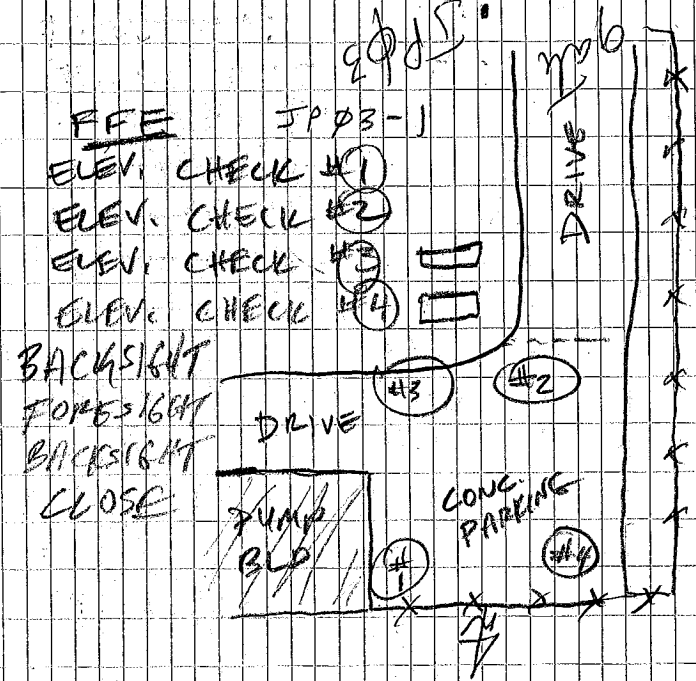 FFE JPØ3-1
ELEV. CHECK #1
ELEV. CHECK #2
ELEV. CHECK #3
ELEV. CHECK #4
BACKSIGHT
FORESIGHT
BACKSIGHT
CLOSE
DRIVE
#3
#2
DRIVE
CONC.
PARKING
PUMP
BLD
#1
#4